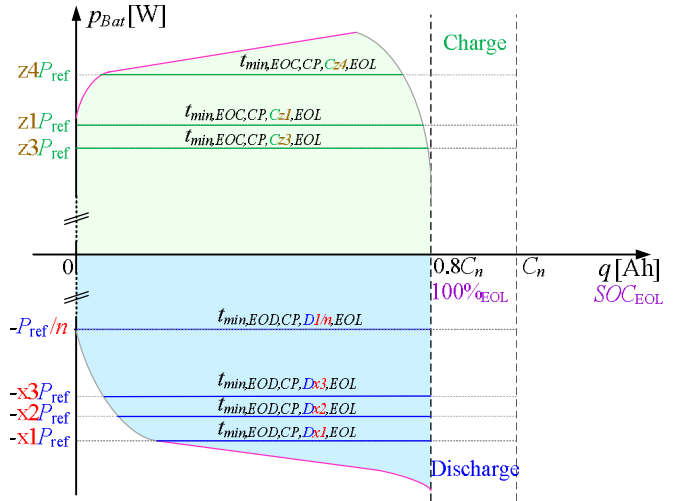 p_Bat [W]
Charge
z4P_ref
t_min,EOC,CP,Cz4,EOL
z1P_ref
t_min,EOC,CP,Cz1,EOL
z3P_ref
t_min,EOC,CP,Cz3,EOL
0
0.8C_n
C_n
q [Ah]
100%_EOL
SOC_EOL
-P_ref/n
t_min,EOD,CP,D1/n,EOL
-x3P_ref
t_min,EOD,CP,Dx3,EOL
-x2P_ref
t_min,EOD,CP,Dx2,EOL
-x1P_ref
t_min,EOD,CP,Dx1,EOL
Discharge